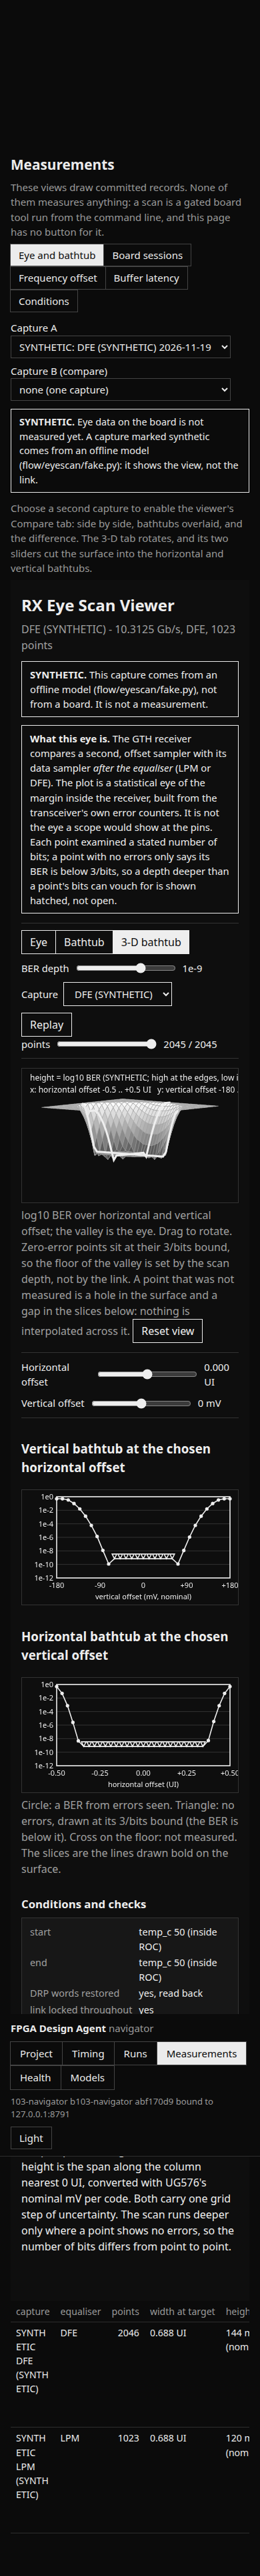 Measurements
These views draw committed records. None of
them measures anything: a scan is a gated board
tool run from the command line, and this page
has no button for it.
Eye and bathtub
Board sessions
Frequency offset
Buffer latency
Conditions
Capture A
SYNTHETIC: DFE (SYNTHETIC) 2026-11-19
Capture B (compare)
none (one capture)
SYNTHETIC. Eye data on the board is not
measured yet. A capture marked synthetic
comes from an offline model
(flow/eyescan/fake.py): it shows the view, not the
link.
Choose a second capture to enable the viewer's
Compare tab: side by side, bathtubs overlaid, and
the difference. The 3-D tab rotates, and its two
sliders cut the surface into the horizontal and
vertical bathtubs.
RX Eye Scan Viewer
DFE (SYNTHETIC) - 10.3125 Gb/s, DFE, 1023
points
SYNTHETIC. This capture comes from an
offline model (flow/eyescan/fake.py), not
from a board. It is not a measurement.
What this eye is. The GTH receiver
compares a second, offset sampler with its
data sampler after the equaliser (LPM or
DFE). The plot is a statistical eye of the
margin inside the receiver, built from the
transceiver's own error counters. It is not
the eye a scope would show at the pins.
Each point examined a stated number of
bits; a point with no errors only says its
BER is below 3/bits, so a depth deeper than
a point's bits can vouch for is shown
hatched, not open.
Eye
Bathtub
3-D bathtub
BER depth
1e-9
Capture
DFE (SYNTHETIC)
Replay
points
2045 / 2045
height = log10 BER (SYNTHETIC; high at the edges, low i
x: horizontal offset -0.5 .. +0.5 UI y: vertical offset -180
log10 BER over horizontal and vertical
offset; the valley is the eye. Drag to rotate.
Zero-error points sit at their 3/bits bound,
so the floor of the valley is set by the scan
depth, not by the link. A point that was not
measured is a hole in the surface and a
gap in the slices below: nothing is
interpolated across it.
Reset view
Horizontal
offset
0.000
UI
Vertical offset
0 mV
Vertical bathtub at the chosen
horizontal offset
1e0
1e-2
1e-4
1e-6
1e-8
1e-10
1e-12
-180
-90
0
+90
+180
vertical offset (mV, nominal)
Horizontal bathtub at the chosen
vertical offset
1e0
1e-2
1e-4
1e-6
1e-8
1e-10
1e-12
-0.50
-0.25
0.00
+0.25
+0.50
horizontal offset (UI)
Circle: a BER from errors seen. Triangle: no
errors, drawn at its 3/bits bound (the BER is
below it). Cross on the floor: not measured.
The slices are the lines drawn bold on the
surface.
Conditions and checks
start
temp_c 50 (inside
ROC)
end
temp_c 50 (inside
ROC)
DRP words restored
yes, read back
link locked throughout
yes
FPGA Design Agent navigator
Project
Timing
Runs
Measurements
Health
Models
103-navigator b103-navigator abf170d9 bound to
127.0.0.1:8791
Light
height is the span along the column
nearest 0 UI, converted with UG576's
nominal mV per code. Both carry one grid
step of uncertainty. The scan runs deeper
only where a point shows no errors, so the
number of bits differs from point to point.
capture equaliser points width at target heigh
SYNTH
ETIC
DFE
(SYNTH
ETIC)
DFE 2046 0.688 UI 144 m
(nom
SYNTH
ETIC
LPM
(SYNTH
ETIC)
LPM 1023 0.688 UI 120 m
(nom